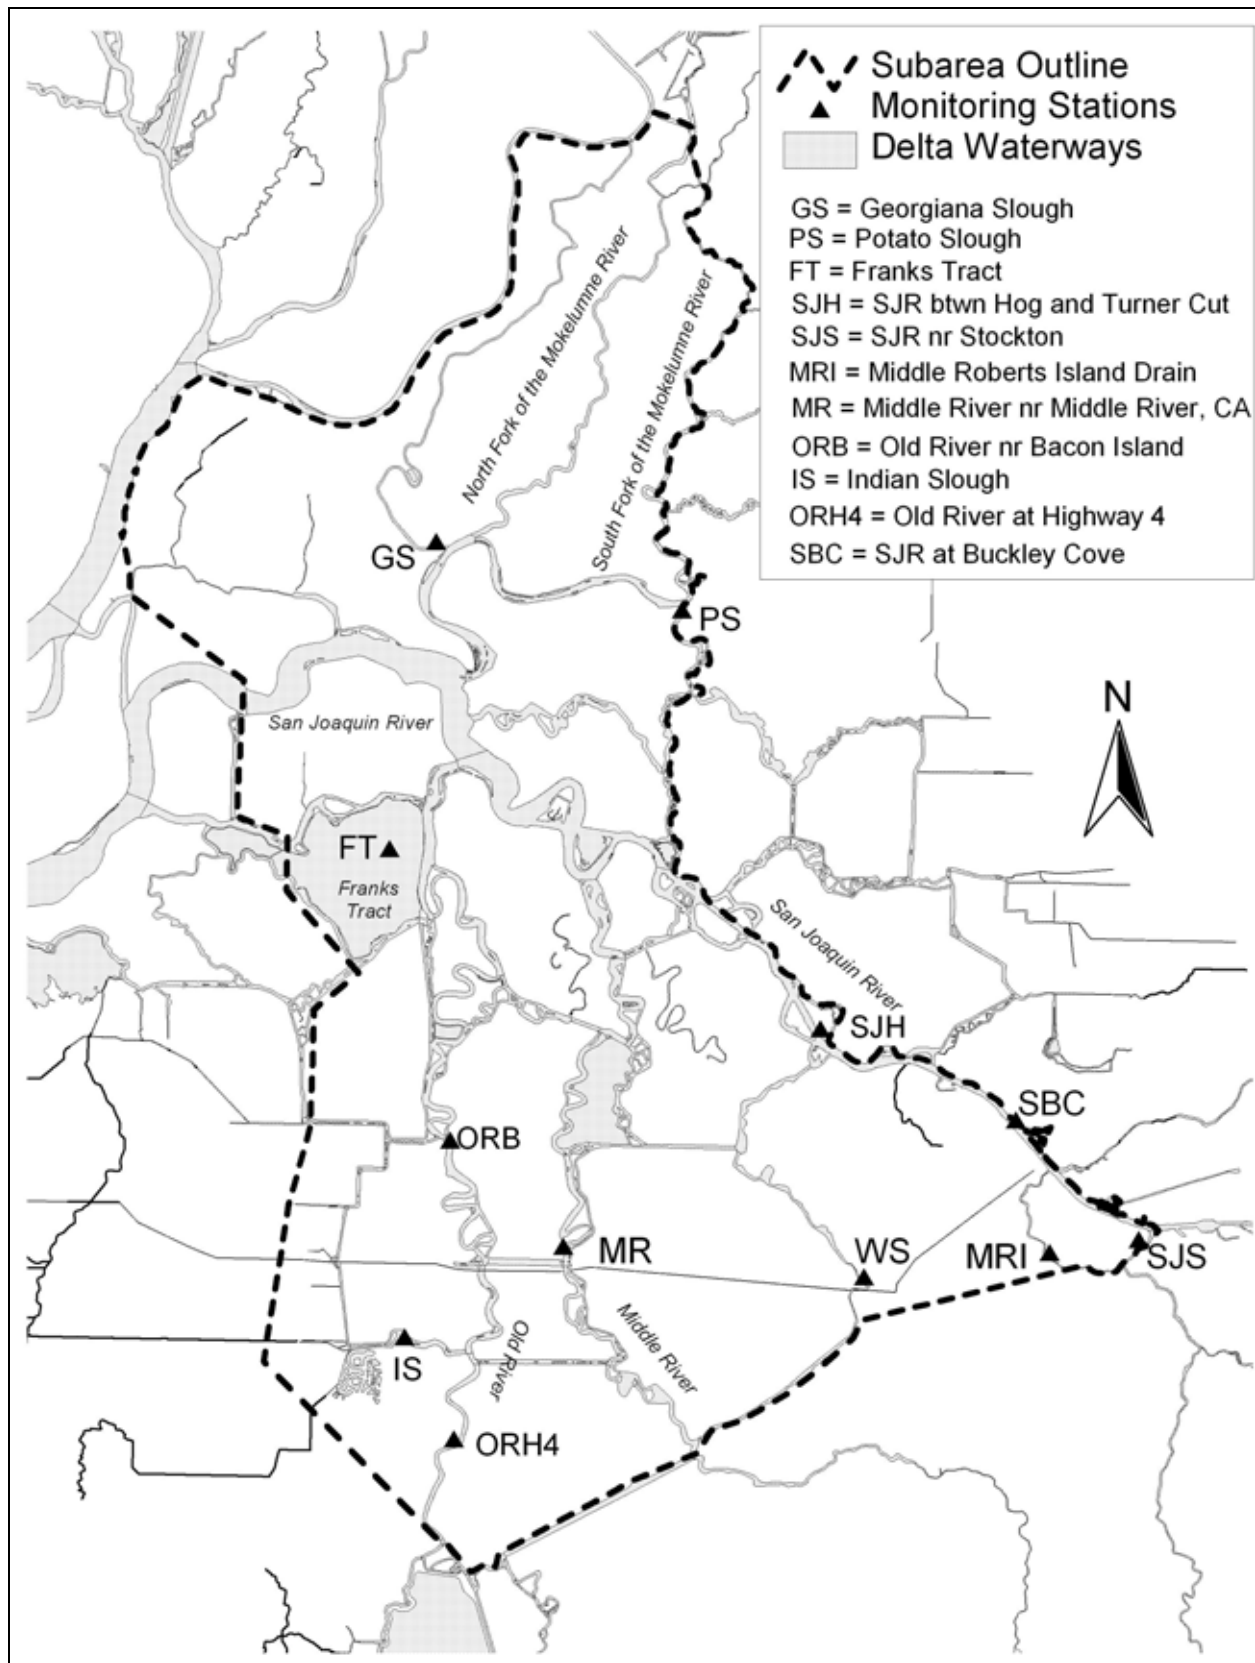 Subarea Outline
Monitoring Stations
Delta Waterways
GS = Georgiana Slough
PS = Potato Slough
FT = Franks Tract
SJH = SJR btwn Hog and Turner Cut
SJS = SJR nr Stockton
MRI = Middle Roberts Island Drain
MR = Middle River nr Middle River, CA
ORB = Old River nr Bacon Island
IS = Indian Slough
ORH4 = Old River at Highway 4
SBC = SJR at Buckley Cove
North Fork of the Mokelumne River
South Fork of the Mokelumne River
GS
PS
N
San Joaquin River
FT
Franks
Tract
San Joaquin River
SJH
SBC
ORB
MR
WS
MRI
SJS
IS
Old River
Middle River
ORH4